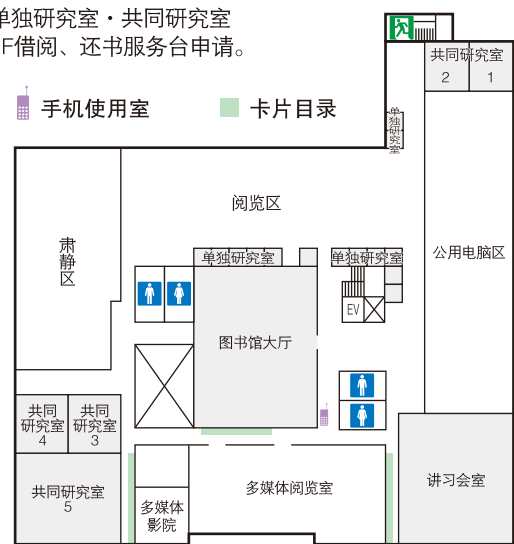 单独研究室・共同研究室
F借阅、还书服务台申请。
手机使用室
卡片目录
共同研究室
2
1
单独研究室
阅览区
肃静区
单独研究室
单独研究室
公用电脑区
EV
图书馆大厅
共同
研究室
4
共同
研究室
3
共同研究室
5
多媒体
影院
多媒体阅览室
讲习会室